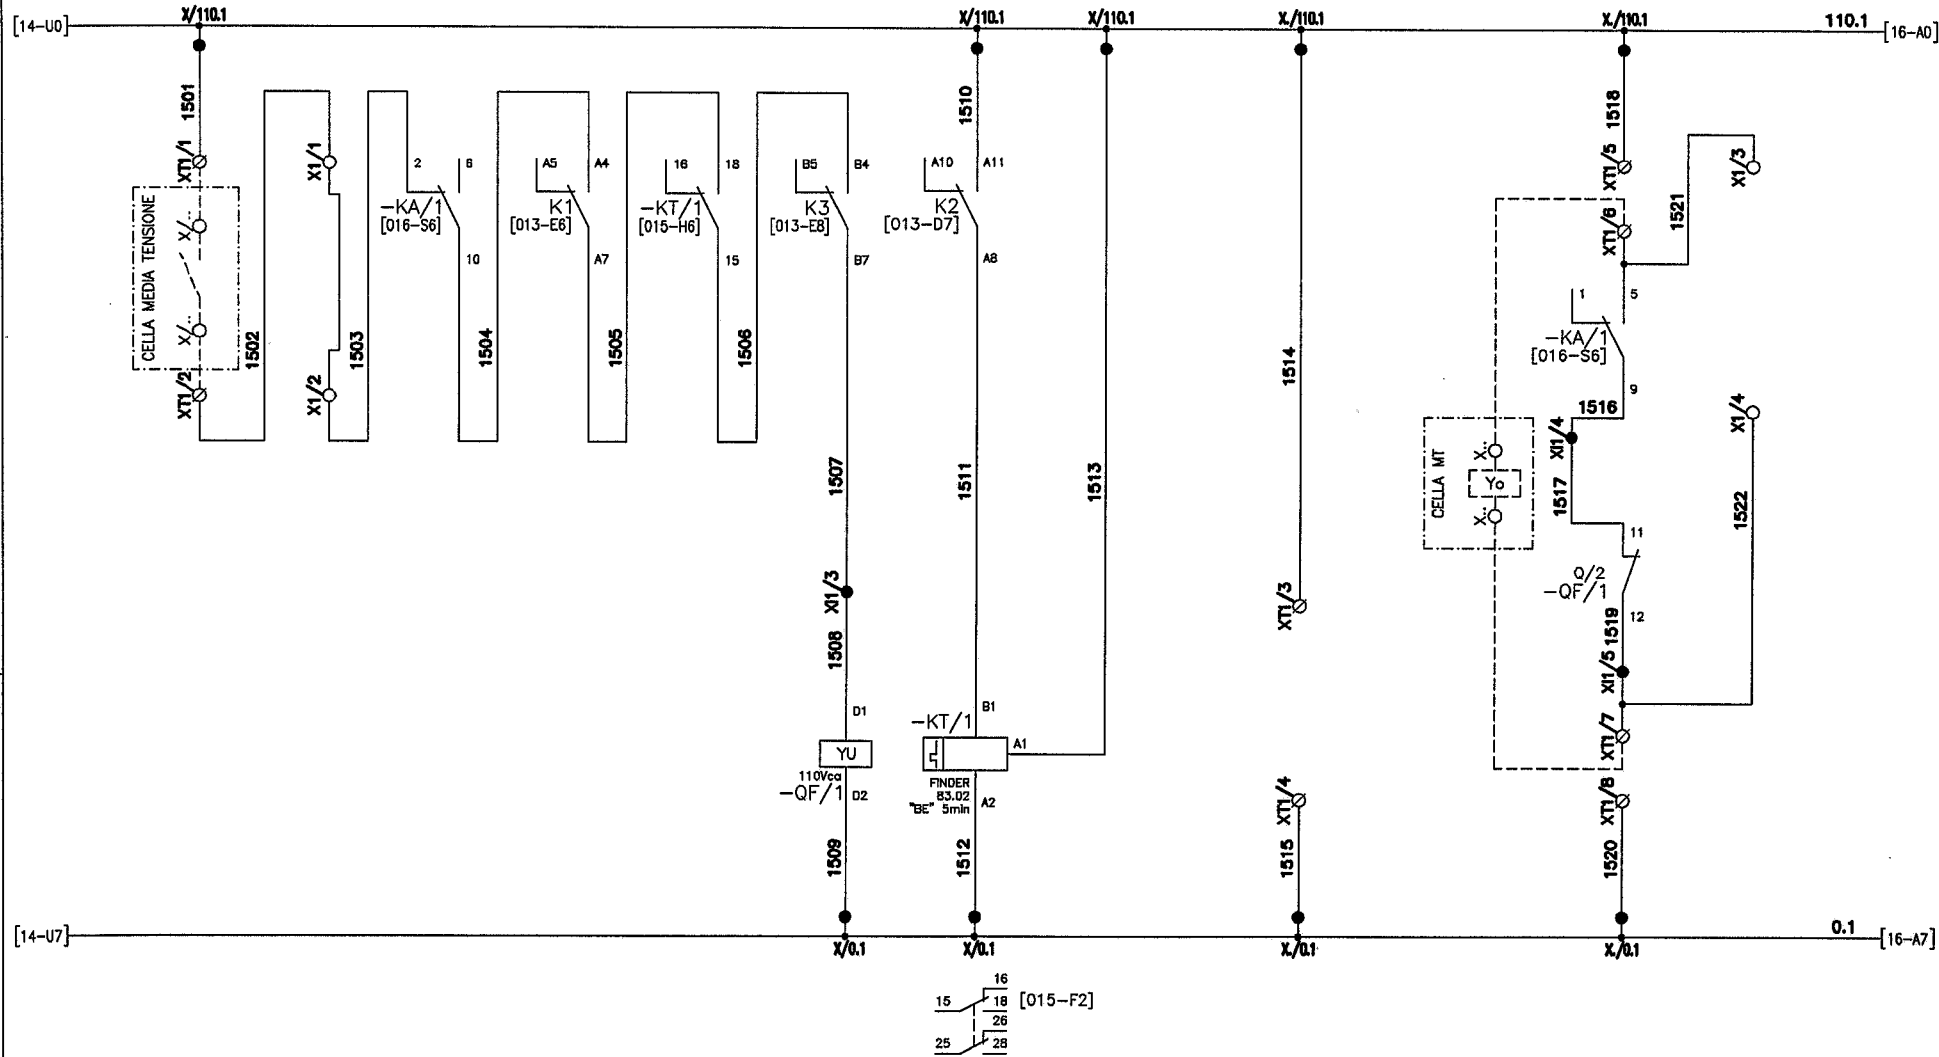 X/110.1 X/110.1 X/110.1 X./110.1 X./110.1 110.1
[14-U0] [16-A0]
1501 1510 1518
XT1/1 X1/1 XT1/5 X1/3
2 6 A5 A4 16 18 B5 B4 A10 A11
-KA/1 K1 -KT/1 K3 K2
[016-S6] [013-E6] [015-H6] [013-E8] [013-D7]
XT1/6 1521
10 A7 15 B7 A8
CELLA MEDIA TENSIONE
X/..
X/..
1 5
-KA/1
[016-S6]
9
1502 1503 1504 1505 1506 1514
XT1/2 X1/2 1516 X1/4
XI1/4
CELLA MT
X..
Yo
X..
1507 1511 1513 1517 1522
11
Q/2
-QF/1
12
XI1/3 XT1/3
1508 1519
XI1/5
D1 B1
-KT/1
A1
YU
110Vca
-QF/1
D2
FINDER
83.02
"BE" 5min
A2
XT1/7
XT1/4 XT1/8
1509 1512 1515 1520
[14-U7] 0.1 [16-A7]
X/0.1 X/0.1 X./0.1 X./0.1
16
15 18 [015-F2]
26
25 28